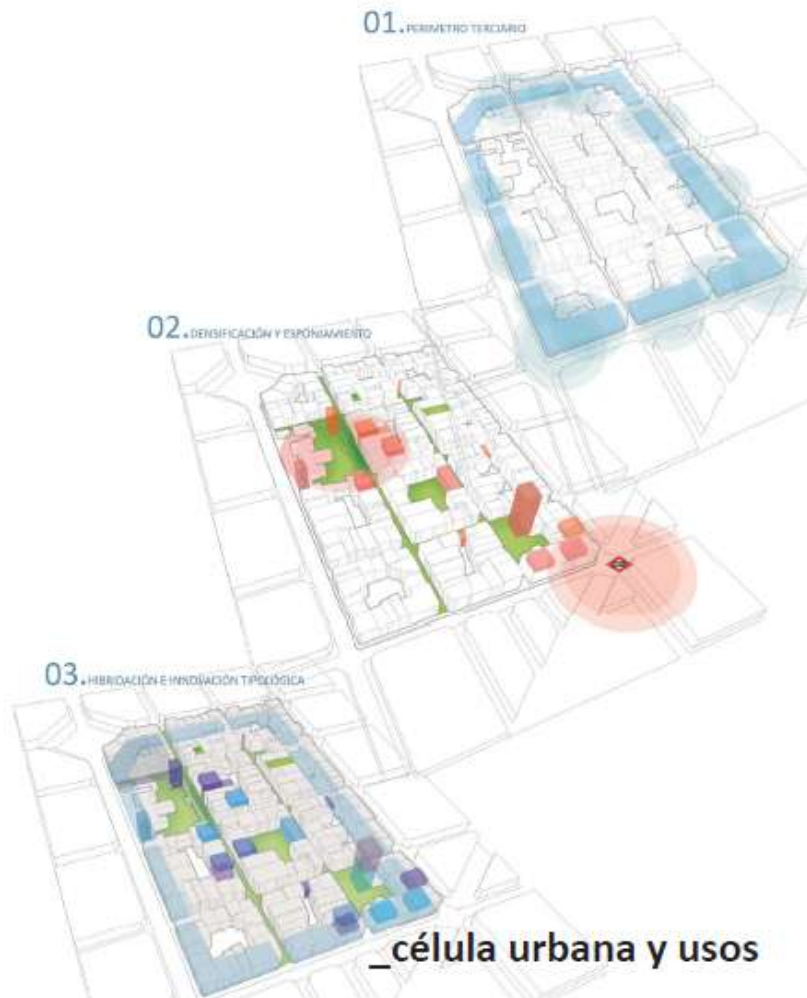 01. PERIMETRO TERCIARIO
02. DENSIFICACIÓN Y ESPONJAMIENTO
03. HIBRIDACIÓN E INNOVACIÓN TIPOLÓGICA
_célula urbana y usos